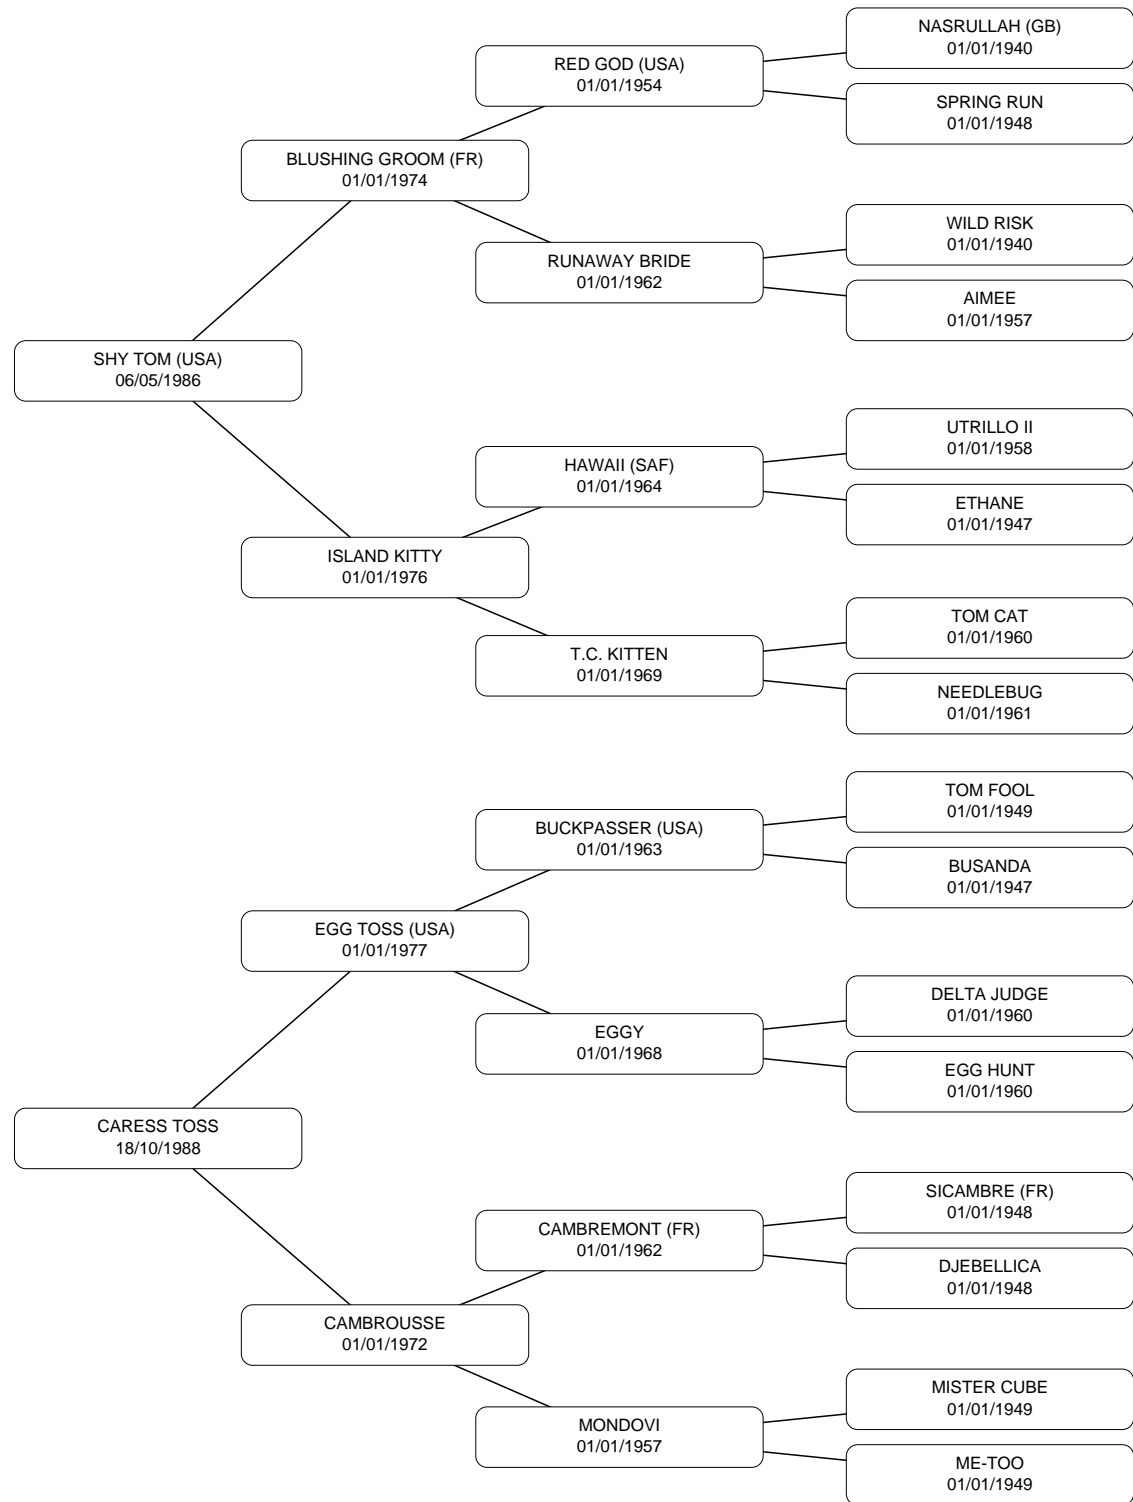 NASRULLAH (GB)
01/01/1940
RED GOD (USA)
01/01/1954
SPRING RUN
01/01/1948
BLUSHING GROOM (FR)
01/01/1974
WILD RISK
01/01/1940
RUNAWAY BRIDE
01/01/1962
AIMEE
01/01/1957
SHY TOM (USA)
06/05/1986
UTRILLO II
01/01/1958
HAWAII (SAF)
01/01/1964
ETHANE
01/01/1947
ISLAND KITTY
01/01/1976
TOM CAT
01/01/1960
T.C. KITTEN
01/01/1969
NEEDLEBUG
01/01/1961
TOM FOOL
01/01/1949
BUCKPASSER (USA)
01/01/1963
BUSANDA
01/01/1947
EGG TOSS (USA)
01/01/1977
DELTA JUDGE
01/01/1960
EGGY
01/01/1968
EGG HUNT
01/01/1960
CARESS TOSS
18/10/1988
SICAMBRE (FR)
01/01/1948
CAMBREMONT (FR)
01/01/1962
DJEBELLICA
01/01/1948
CAMBROUSSE
01/01/1972
MISTER CUBE
01/01/1949
MONDOVI
01/01/1957
ME-TOO
01/01/1949